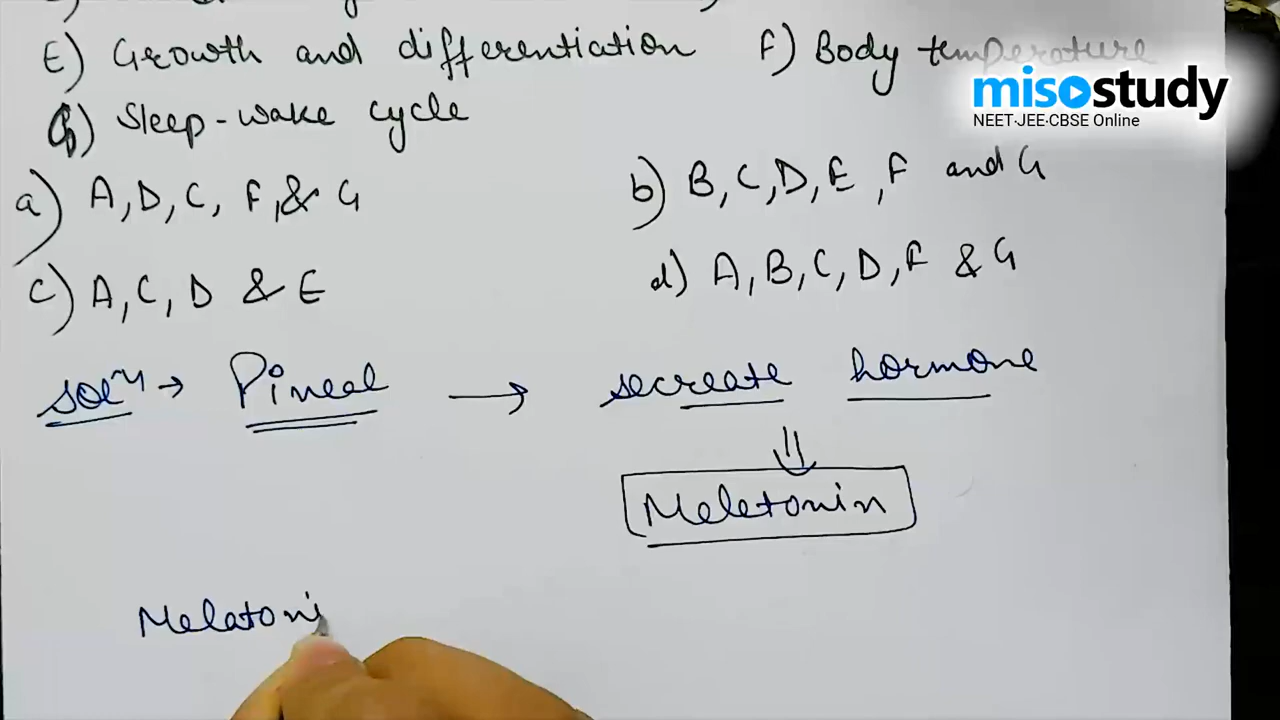 E) Growth and differentiation F) Body temperature
misostudy
NEET-JEE-CBSE Online
G) Sleep-wake cycle
a) A, D, C, F, & G
b) B, C, D, E, F and G
c) A, C, D & E
d) A, B, C, D, F & G
solⁿ → Pineal → secreate hormone
Meletonin
Melatoni